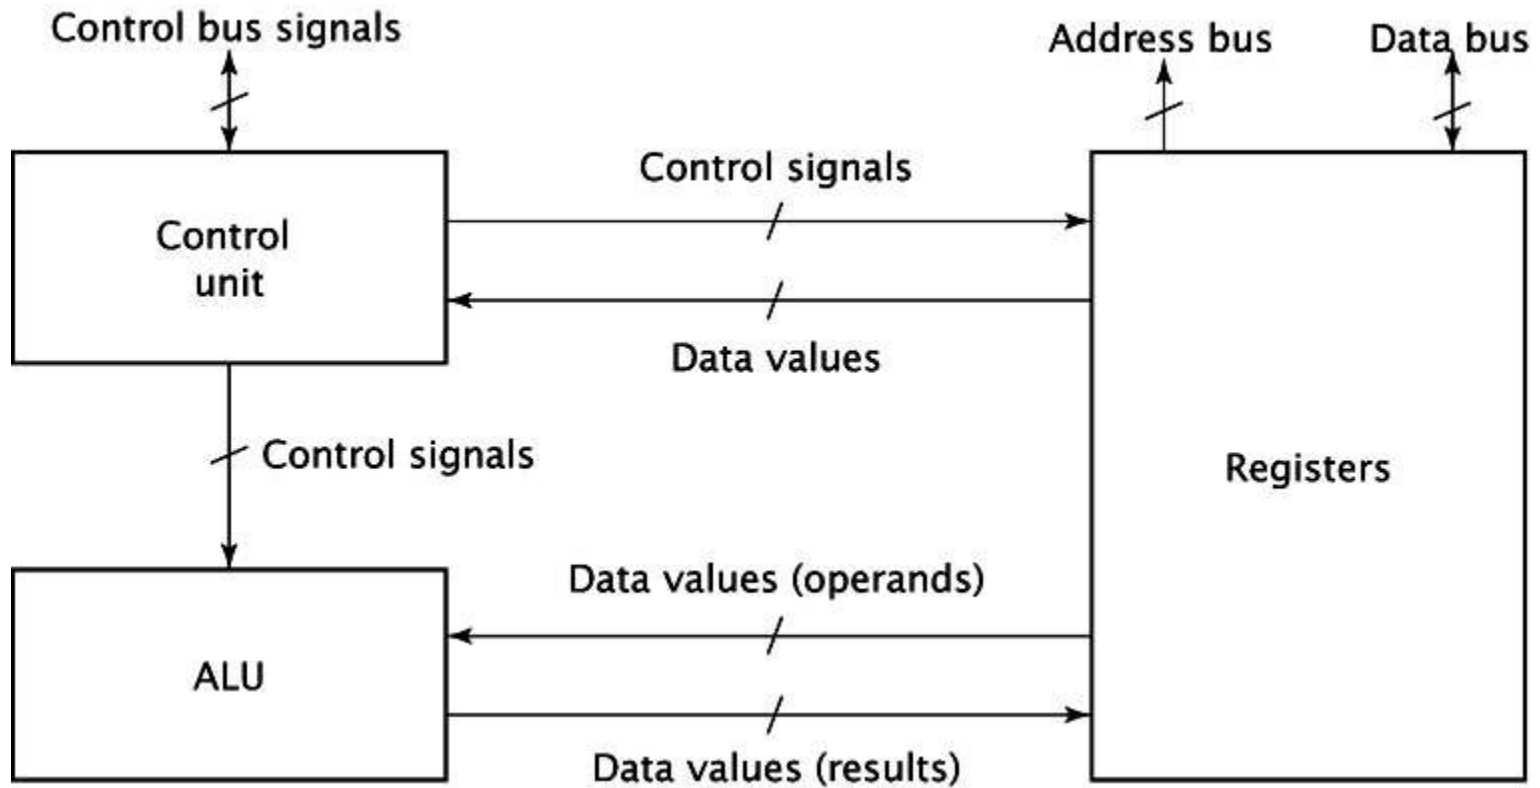 Control bus signals
Address bus
Data bus
Control signals
Control
unit
Data values
Control signals
Registers
Data values (operands)
ALU
Data values (results)